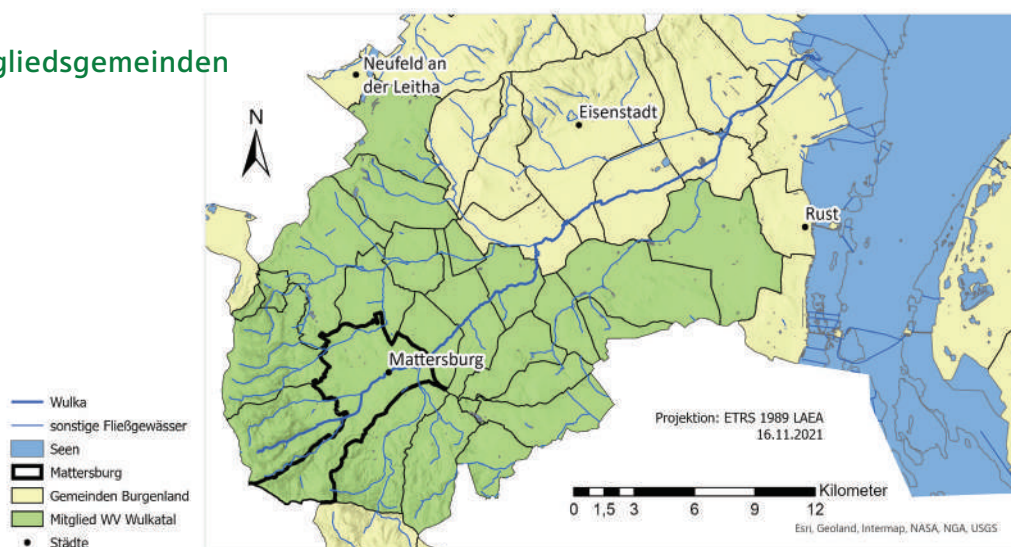 gliedsgemeinden
Neufeld an
der Leitha
Eisenstadt
N
Rust
Mattersburg
Wulka
sonstige Fließgewässer
Seen
Mattersburg
Gemeinden Burgenland
Mitglied WV Wulkatal
Städte
Projektion: ETRS 1989 LAEA
16.11.2021
Kilometer
0 1,5 3 6 9 12
Esri, Geoland, Intermap, NASA, NGA, USGS